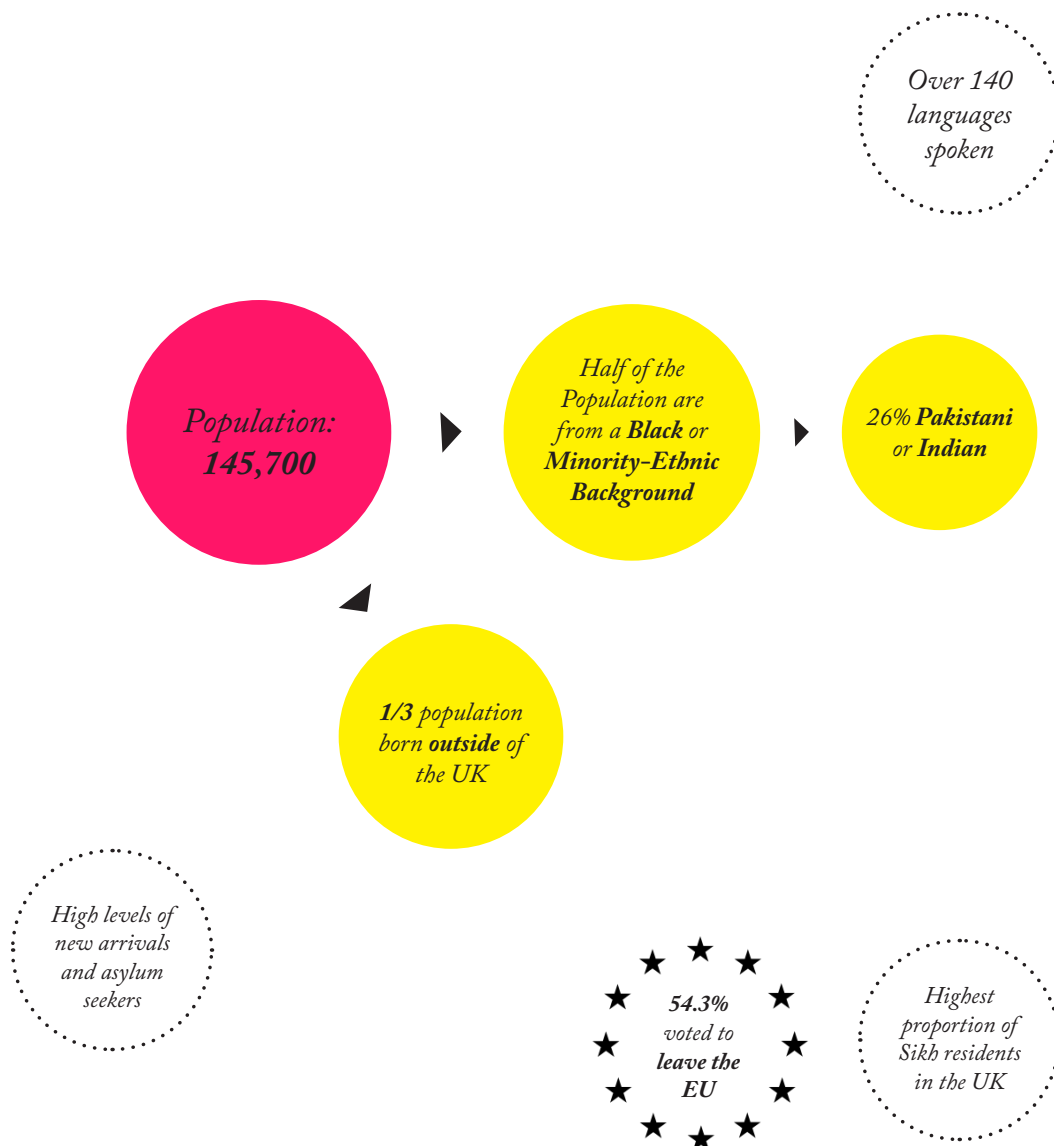 Over 140
languages
spoken
Population:
145,700
Half of the
Population are
from a Black or
Minority-Ethnic
Background
26% Pakistani
or Indian
1/3 population
born outside of
the UK
High levels of
new arrivals
and asylum
seekers
54.3%
voted to
leave the
EU
Highest
proportion of
Sikh residents
in the UK